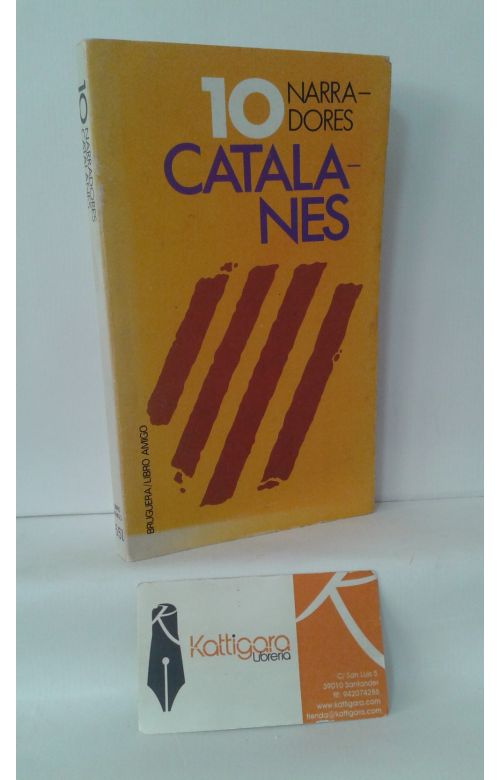 10 NARRA-
DORES
CATALA-
NES
BRUGUERA/LIBRO AMIGO
10 NARRADORES
CATALANES
Kattigara
Librería
C/ San Luis 5
39010 Santander
tlf: 942074285
www.kattigara.com
tienda@kattigara.com